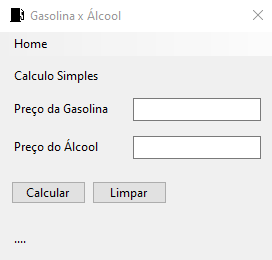 Gasolina x Álcool
Home
Calculo Simples
Preço da Gasolina
Preço do Álcool
Calcular Limpar
....